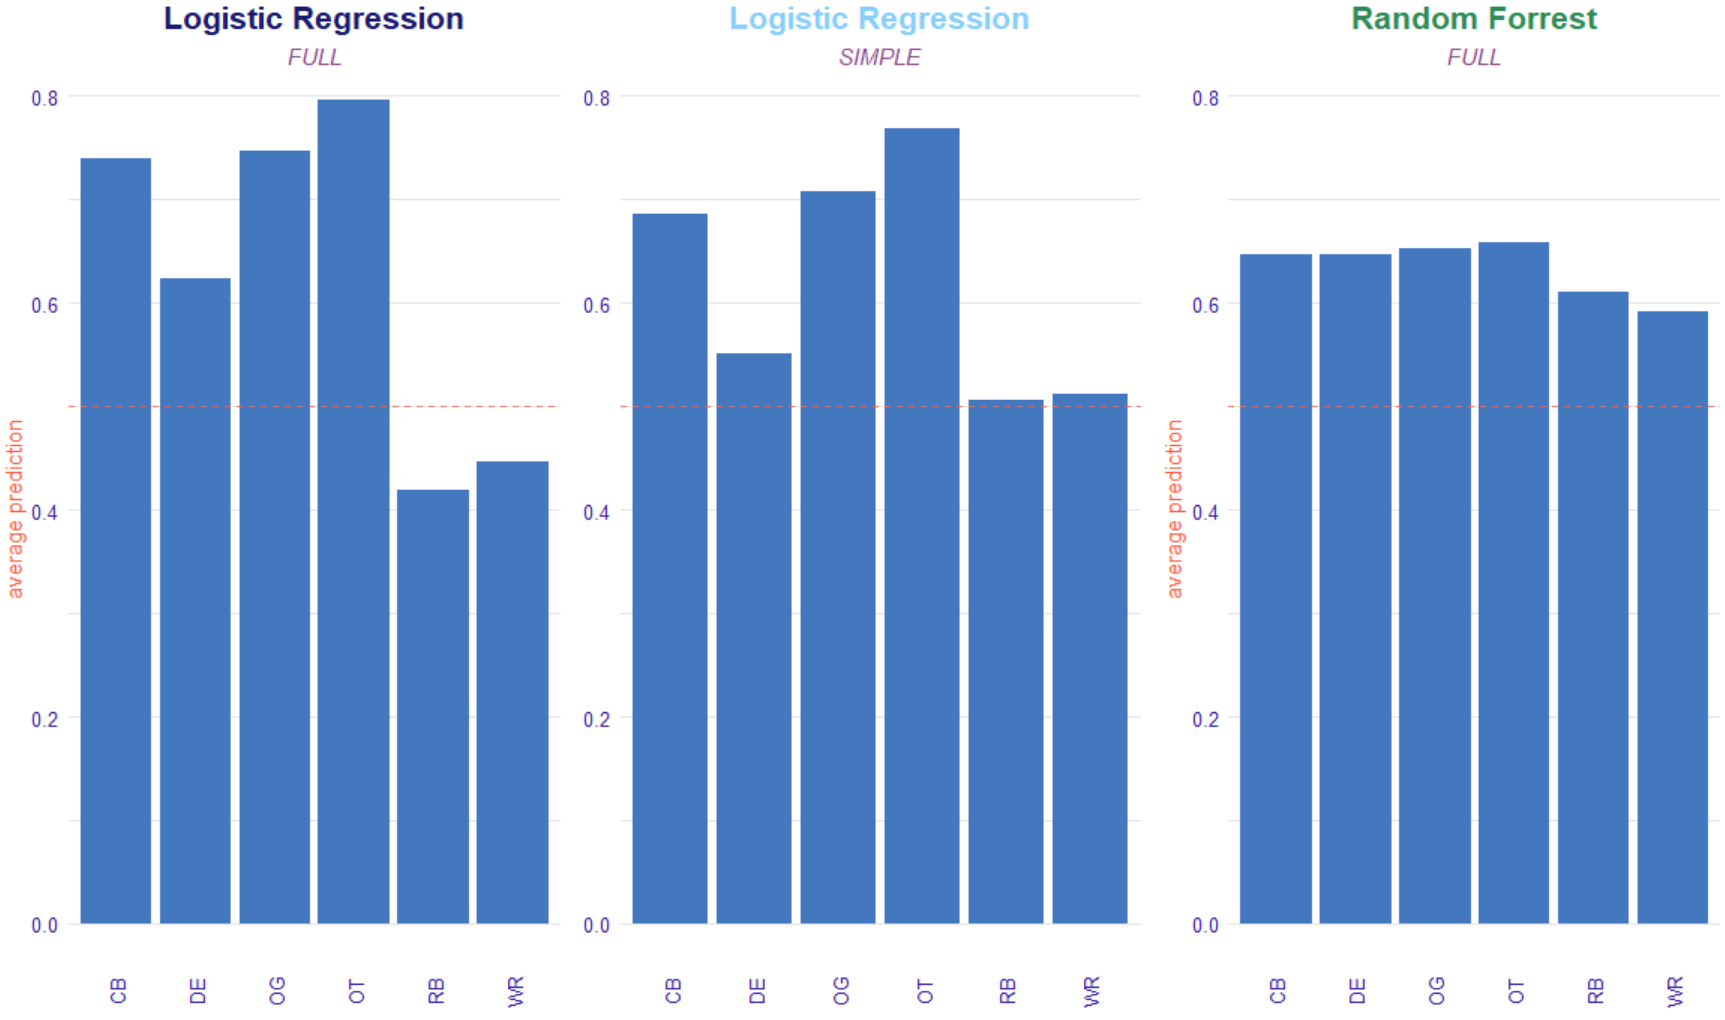 Logistic Regression
FULL
0.8
0.6
0.4
0.2
0.0
average prediction
CB
DE
OG
OT
RB
WR
Logistic Regression
SIMPLE
0.8
0.6
0.4
0.2
0.0
CB
DE
OG
OT
RB
WR
Random Forrest
FULL
0.8
0.6
0.4
0.2
0.0
average prediction
CB
DE
OG
OT
RB
WR